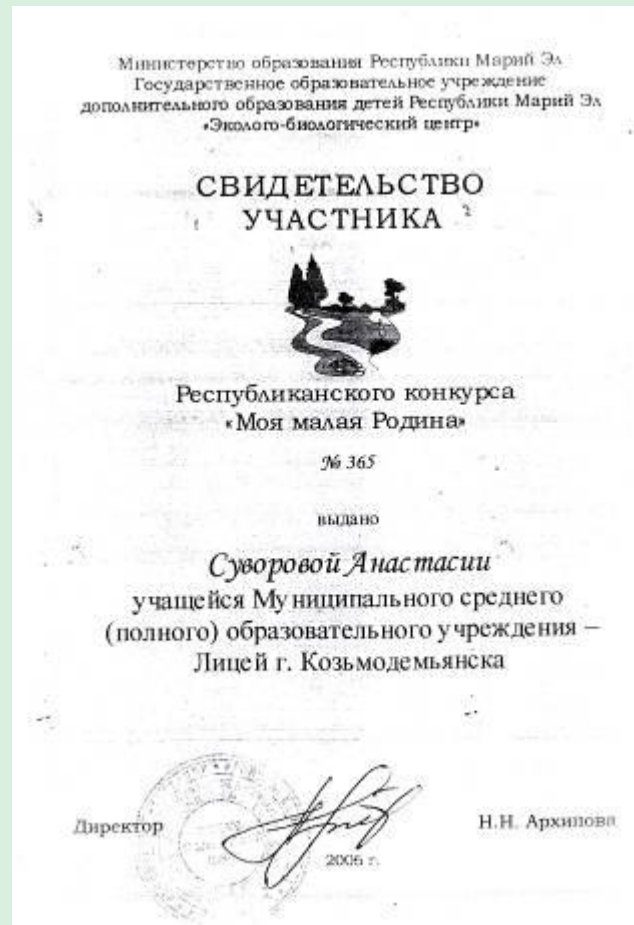 Министерство образования Республики Марий Эл
Государственное образовательное учреждение
дополнительного образования детей Республики Марий Эл
«Эколого-биологический центр»
СВИДЕТЕЛЬСТВО
УЧАСТНИКА
Республиканского конкурса
«Моя малая Родина»
№ 365
выдано
Суворовой Анастасии
учащейся Муниципального среднего
(полного) образовательного учреждения –
Лицей г. Козьмодемьянска
Директор
Н.Н. Архипова
2006 г.